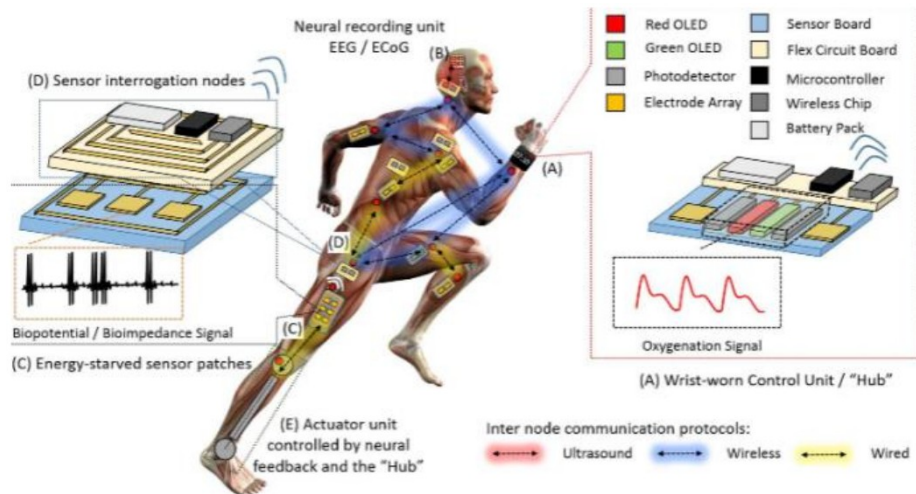 Neural recording unit
EEG / ECoG
(B)
(D) Sensor interrogation nodes
Red OLED
Green OLED
Photodetector
Electrode Array
Sensor Board
Flex Circuit Board
Microcontroller
Wireless Chip
Battery Pack
(A)
(D)
(C)
Biopotential / Bioimpedance Signal
(C) Energy-starved sensor patches
Oxygenation Signal
(A) Wrist-worn Control Unit / “Hub”
(E) Actuator unit
controlled by neural
feedback and the “Hub”
Inter node communication protocols:
Ultrasound
Wireless
Wired